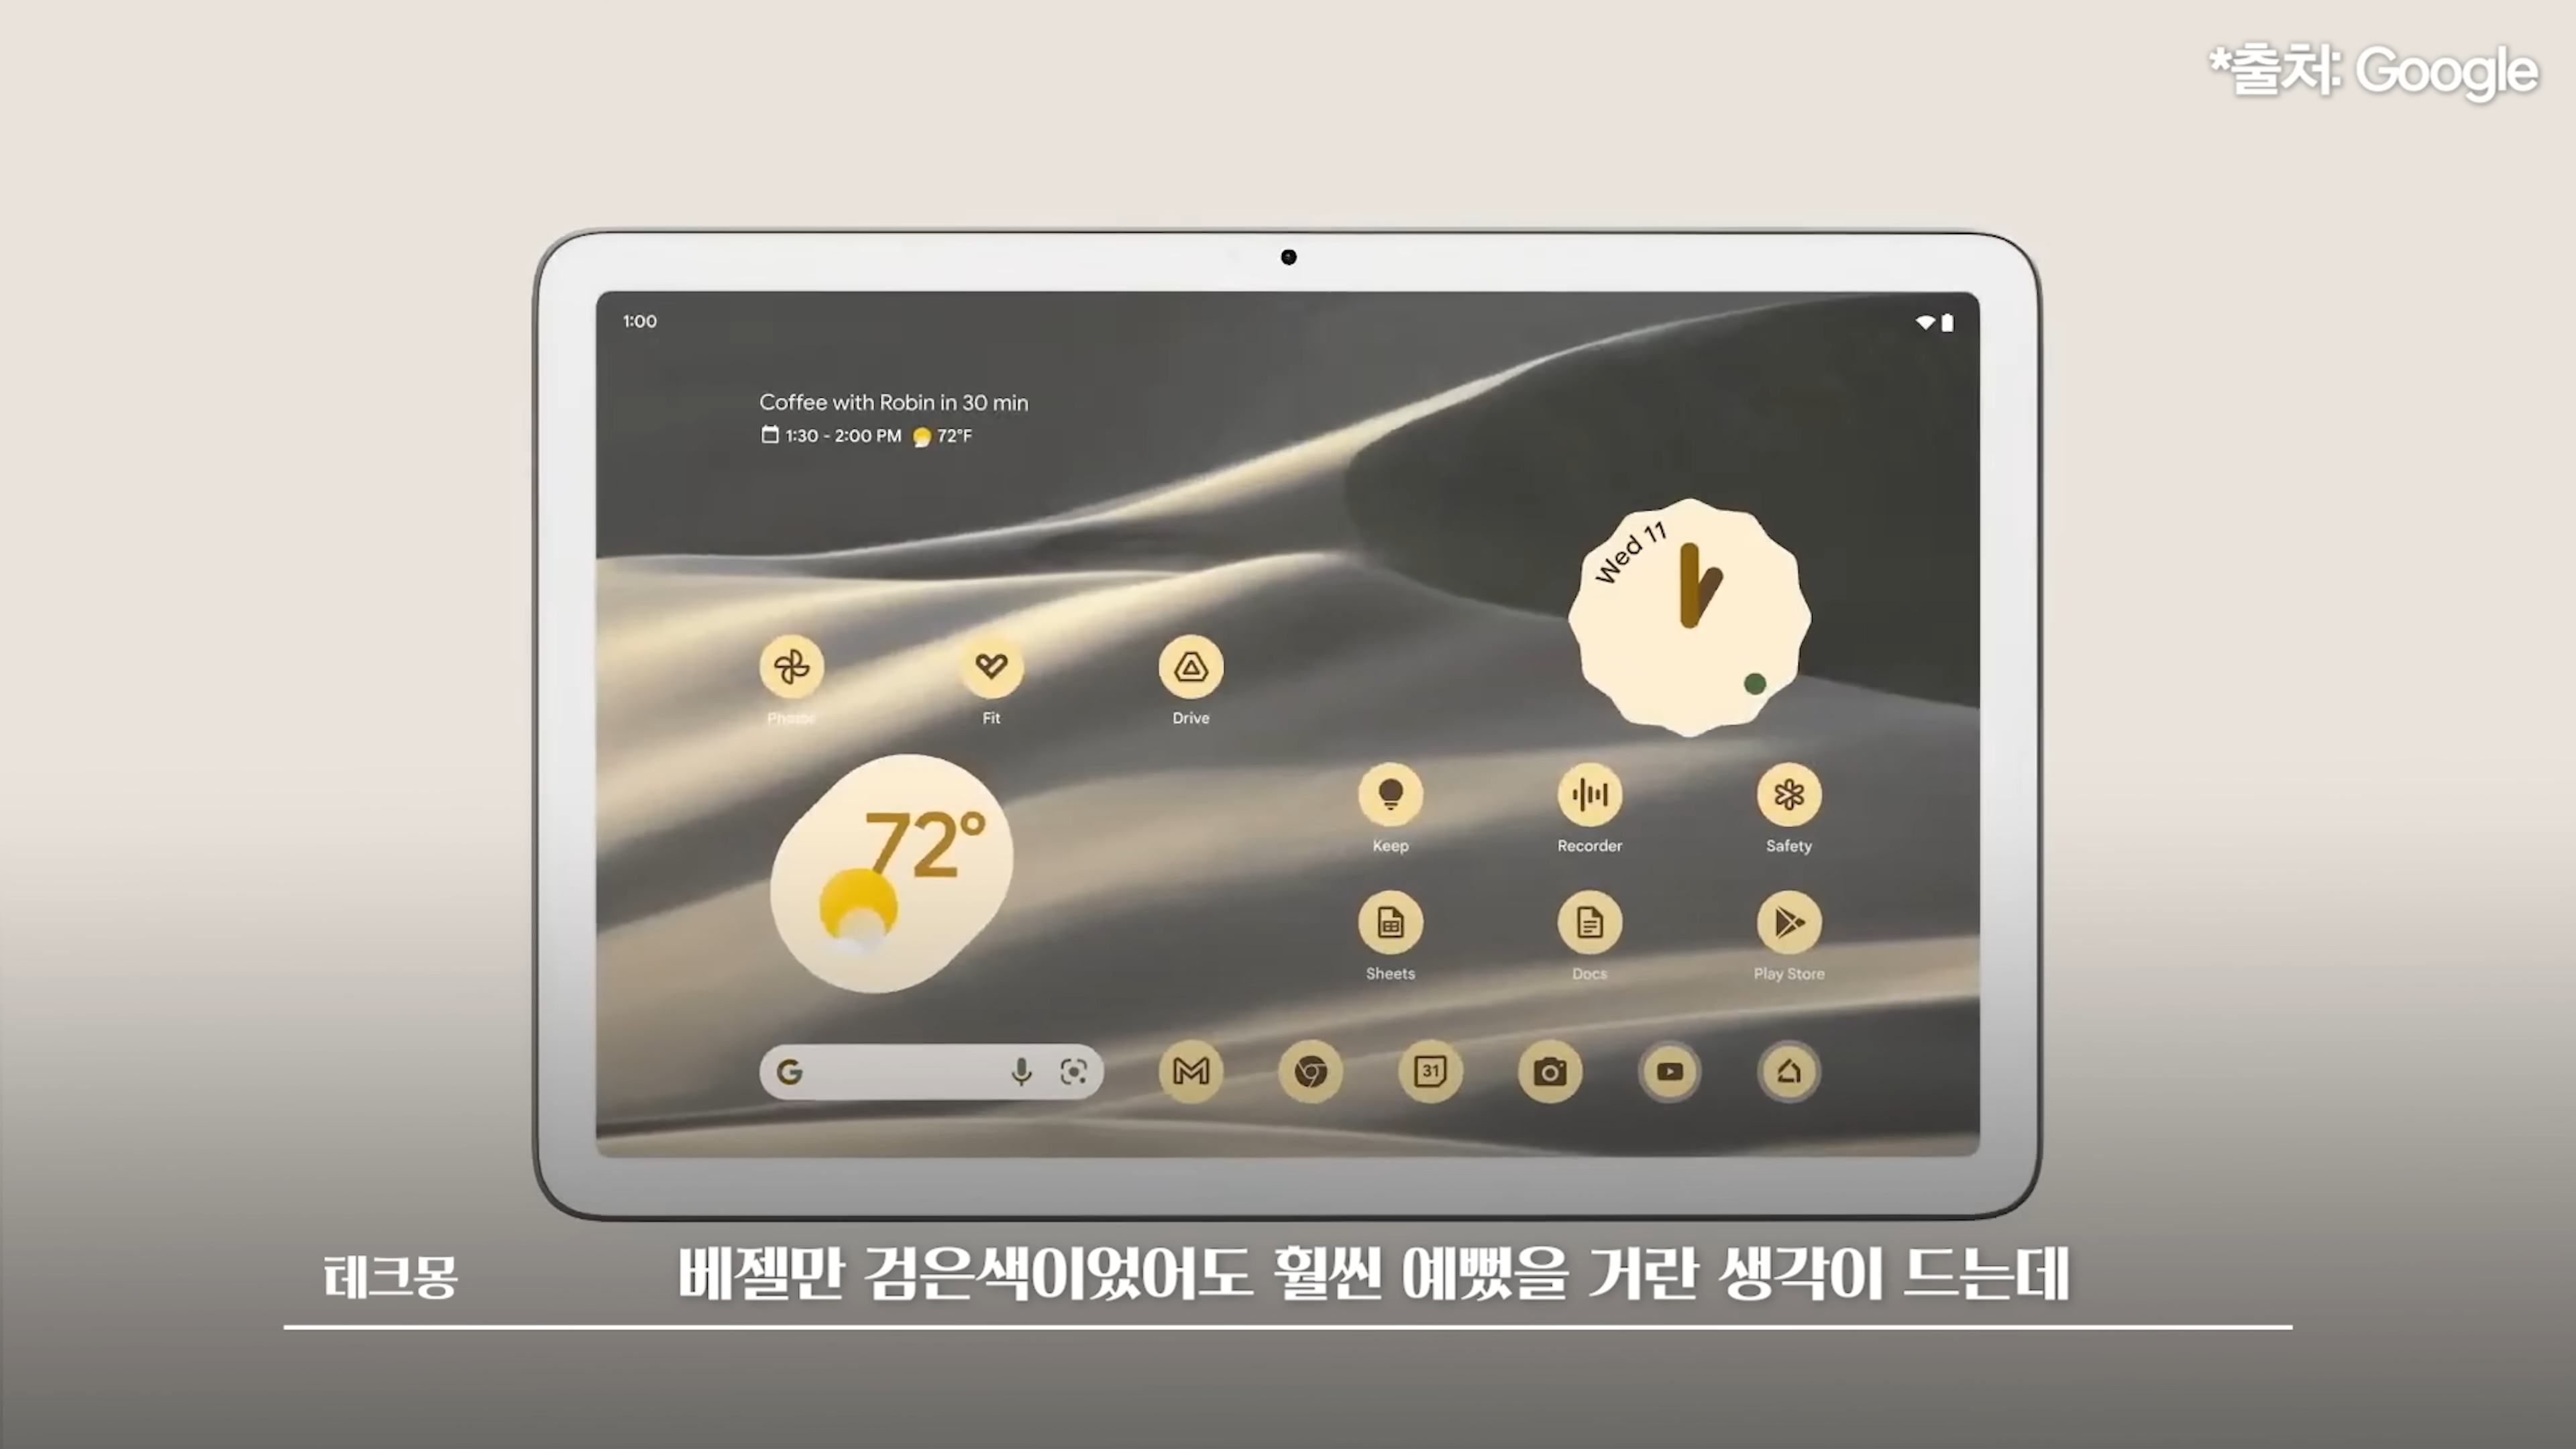 *출처: Google
1:00
Coffee with Robin in 30 min
1:30 - 2:00 PM 72°F
Wed 11
Photos
Fit
Drive
72°
Keep
Recorder
Safety
Sheets
Docs
Play Store
G
31
테크몽
베젤만 검은색이었어도 훨씬 예뻤을 거란 생각이 드는데